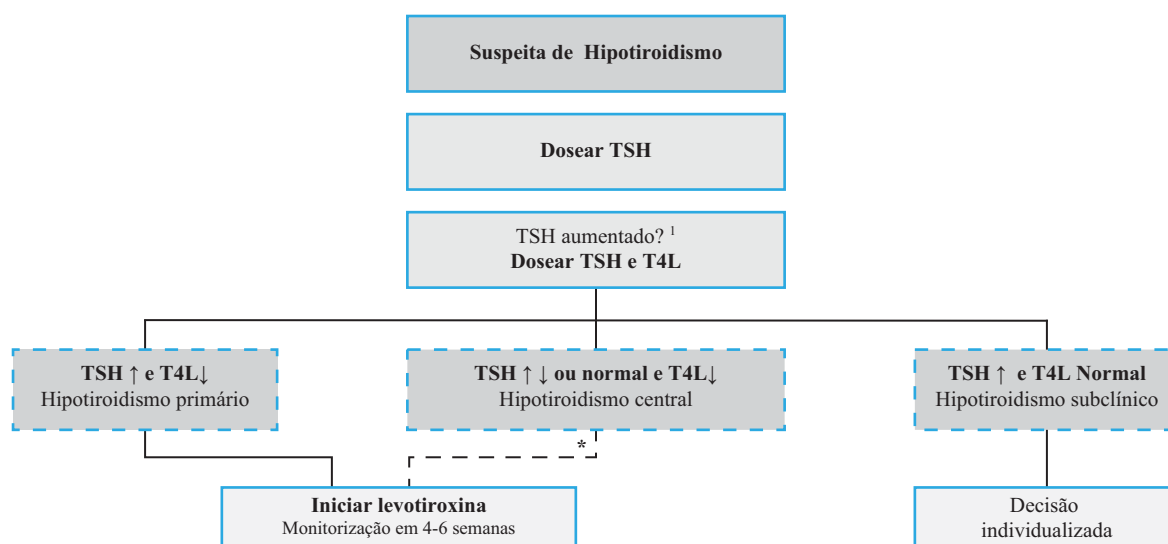 Suspeita de Hipotiroidismo
Dosear TSH
TSH aumentado? ¹
Dosear TSH e T4L
TSH ↑ e T4L↓
Hipotiroidismo primário
TSH ↑ ↓ ou normal e T4L↓
Hipotiroidismo central
TSH ↑ e T4L Normal
Hipotiroidismo subclínico
*
Iniciar levotiroxina
Monitorização em 4-6 semanas
Decisão
individualizada